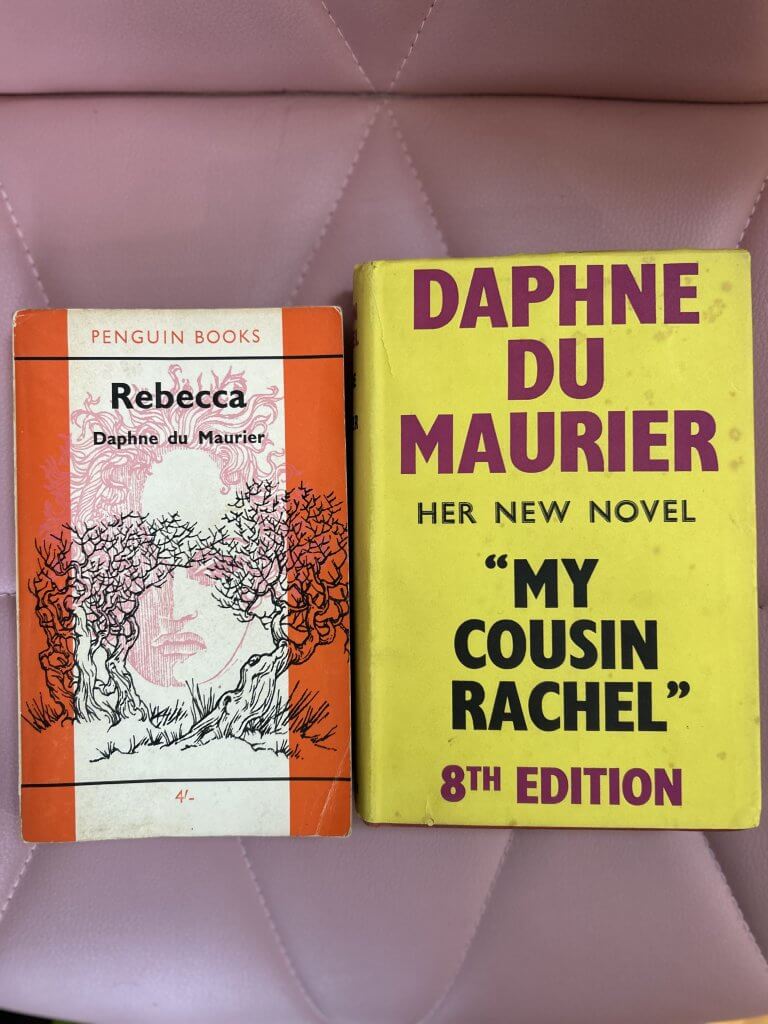 PENGUIN BOOKS
Rebecca
Daphne du Maurier
4'-
DAPHNE
DU
MAURIER
HER NEW NOVEL
“MY
COUSIN
RACHEL”
8TH EDITION